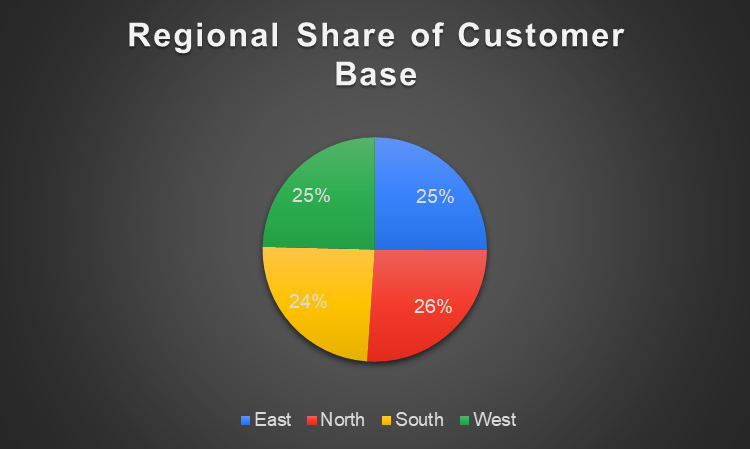 Regional Share of Customer
Base
25%
25%
24%
26%
East North South West